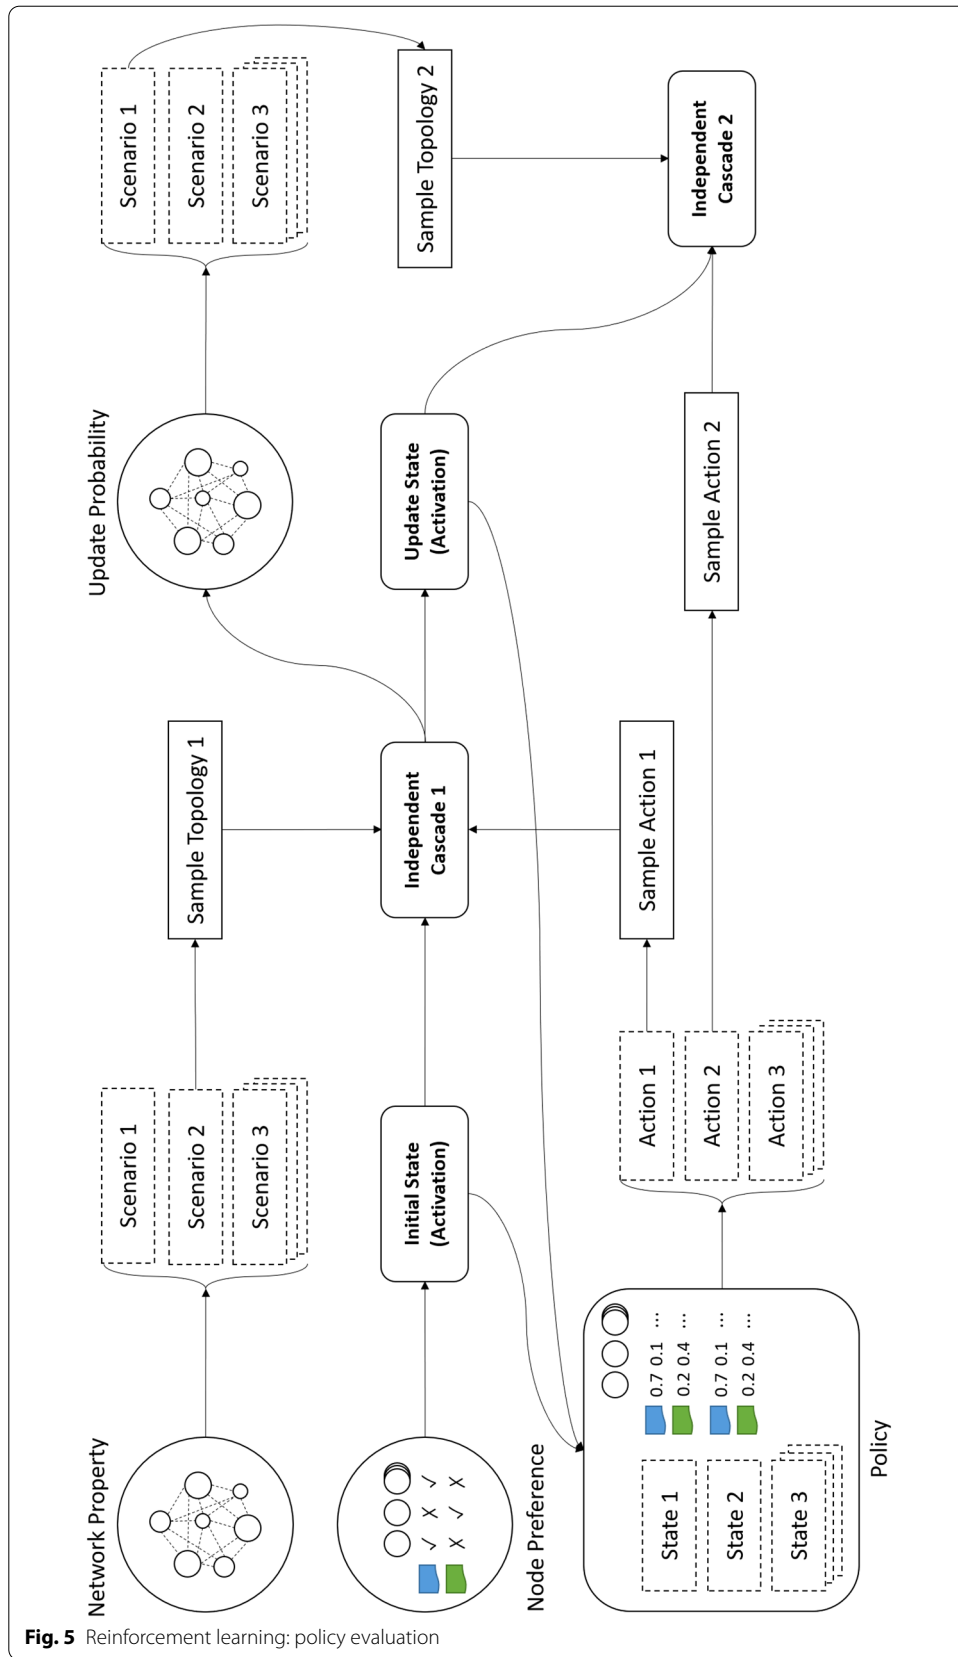 Network Property
Scenario 1
Scenario 2
Scenario 3
Sample Topology 1
Update Probability
Scenario 1
Scenario 2
Scenario 3
Sample Topology 2
✓ X ✓
X ✓ X
Node Preference
Initial State
(Activation)
Independent
Cascade 1
Update State
(Activation)
Independent
Cascade 2
State 1
State 2
State 3
0.7 0.1 ...
0.2 0.4 ...
0.7 0.1 ...
0.2 0.4 ...
Policy
Action 1
Action 2
Action 3
Sample Action 1
Sample Action 2
Fig. 5 Reinforcement learning: policy evaluation